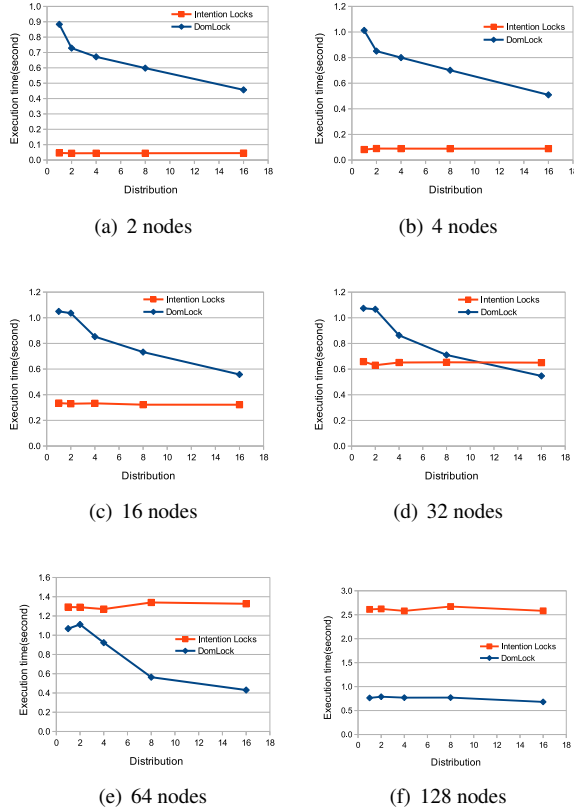 1.0
0.9
0.8
0.7
0.6
0.5
0.4
0.3
0.2
0.1
0.0
Execution time(second)
Intention Locks
DomLock
0 2 4 6 8 10 12 14 16 18
Distribution
(a) 2 nodes
1.2
1.0
0.8
0.6
0.4
0.2
0.0
Execution time(second)
Intention Locks
DomLock
0 2 4 6 8 10 12 14 16 18
Distribution
(b) 4 nodes
1.2
1.0
0.8
0.6
0.4
0.2
0.0
Execution time(second)
Intention Locks
DomLock
0 2 4 6 8 10 12 14 16 18
Distribution
(c) 16 nodes
1.2
1.0
0.8
0.6
0.4
0.2
0.0
Execution time(second)
Intention Locks
DomLock
0 2 4 6 8 10 12 14 16 18
Distribution
(d) 32 nodes
1.6
1.4
1.2
1.0
0.8
0.6
0.4
0.2
0.0
Execution time(second)
Intention Locks
DomLock
0 2 4 6 8 10 12 14 16 18
Distribution
(e) 64 nodes
3.0
2.5
2.0
1.5
1.0
0.5
0.0
Execution time(second)
Intention Locks
DomLock
0 2 4 6 8 10 12 14 16 18
Distribution
(f) 128 nodes